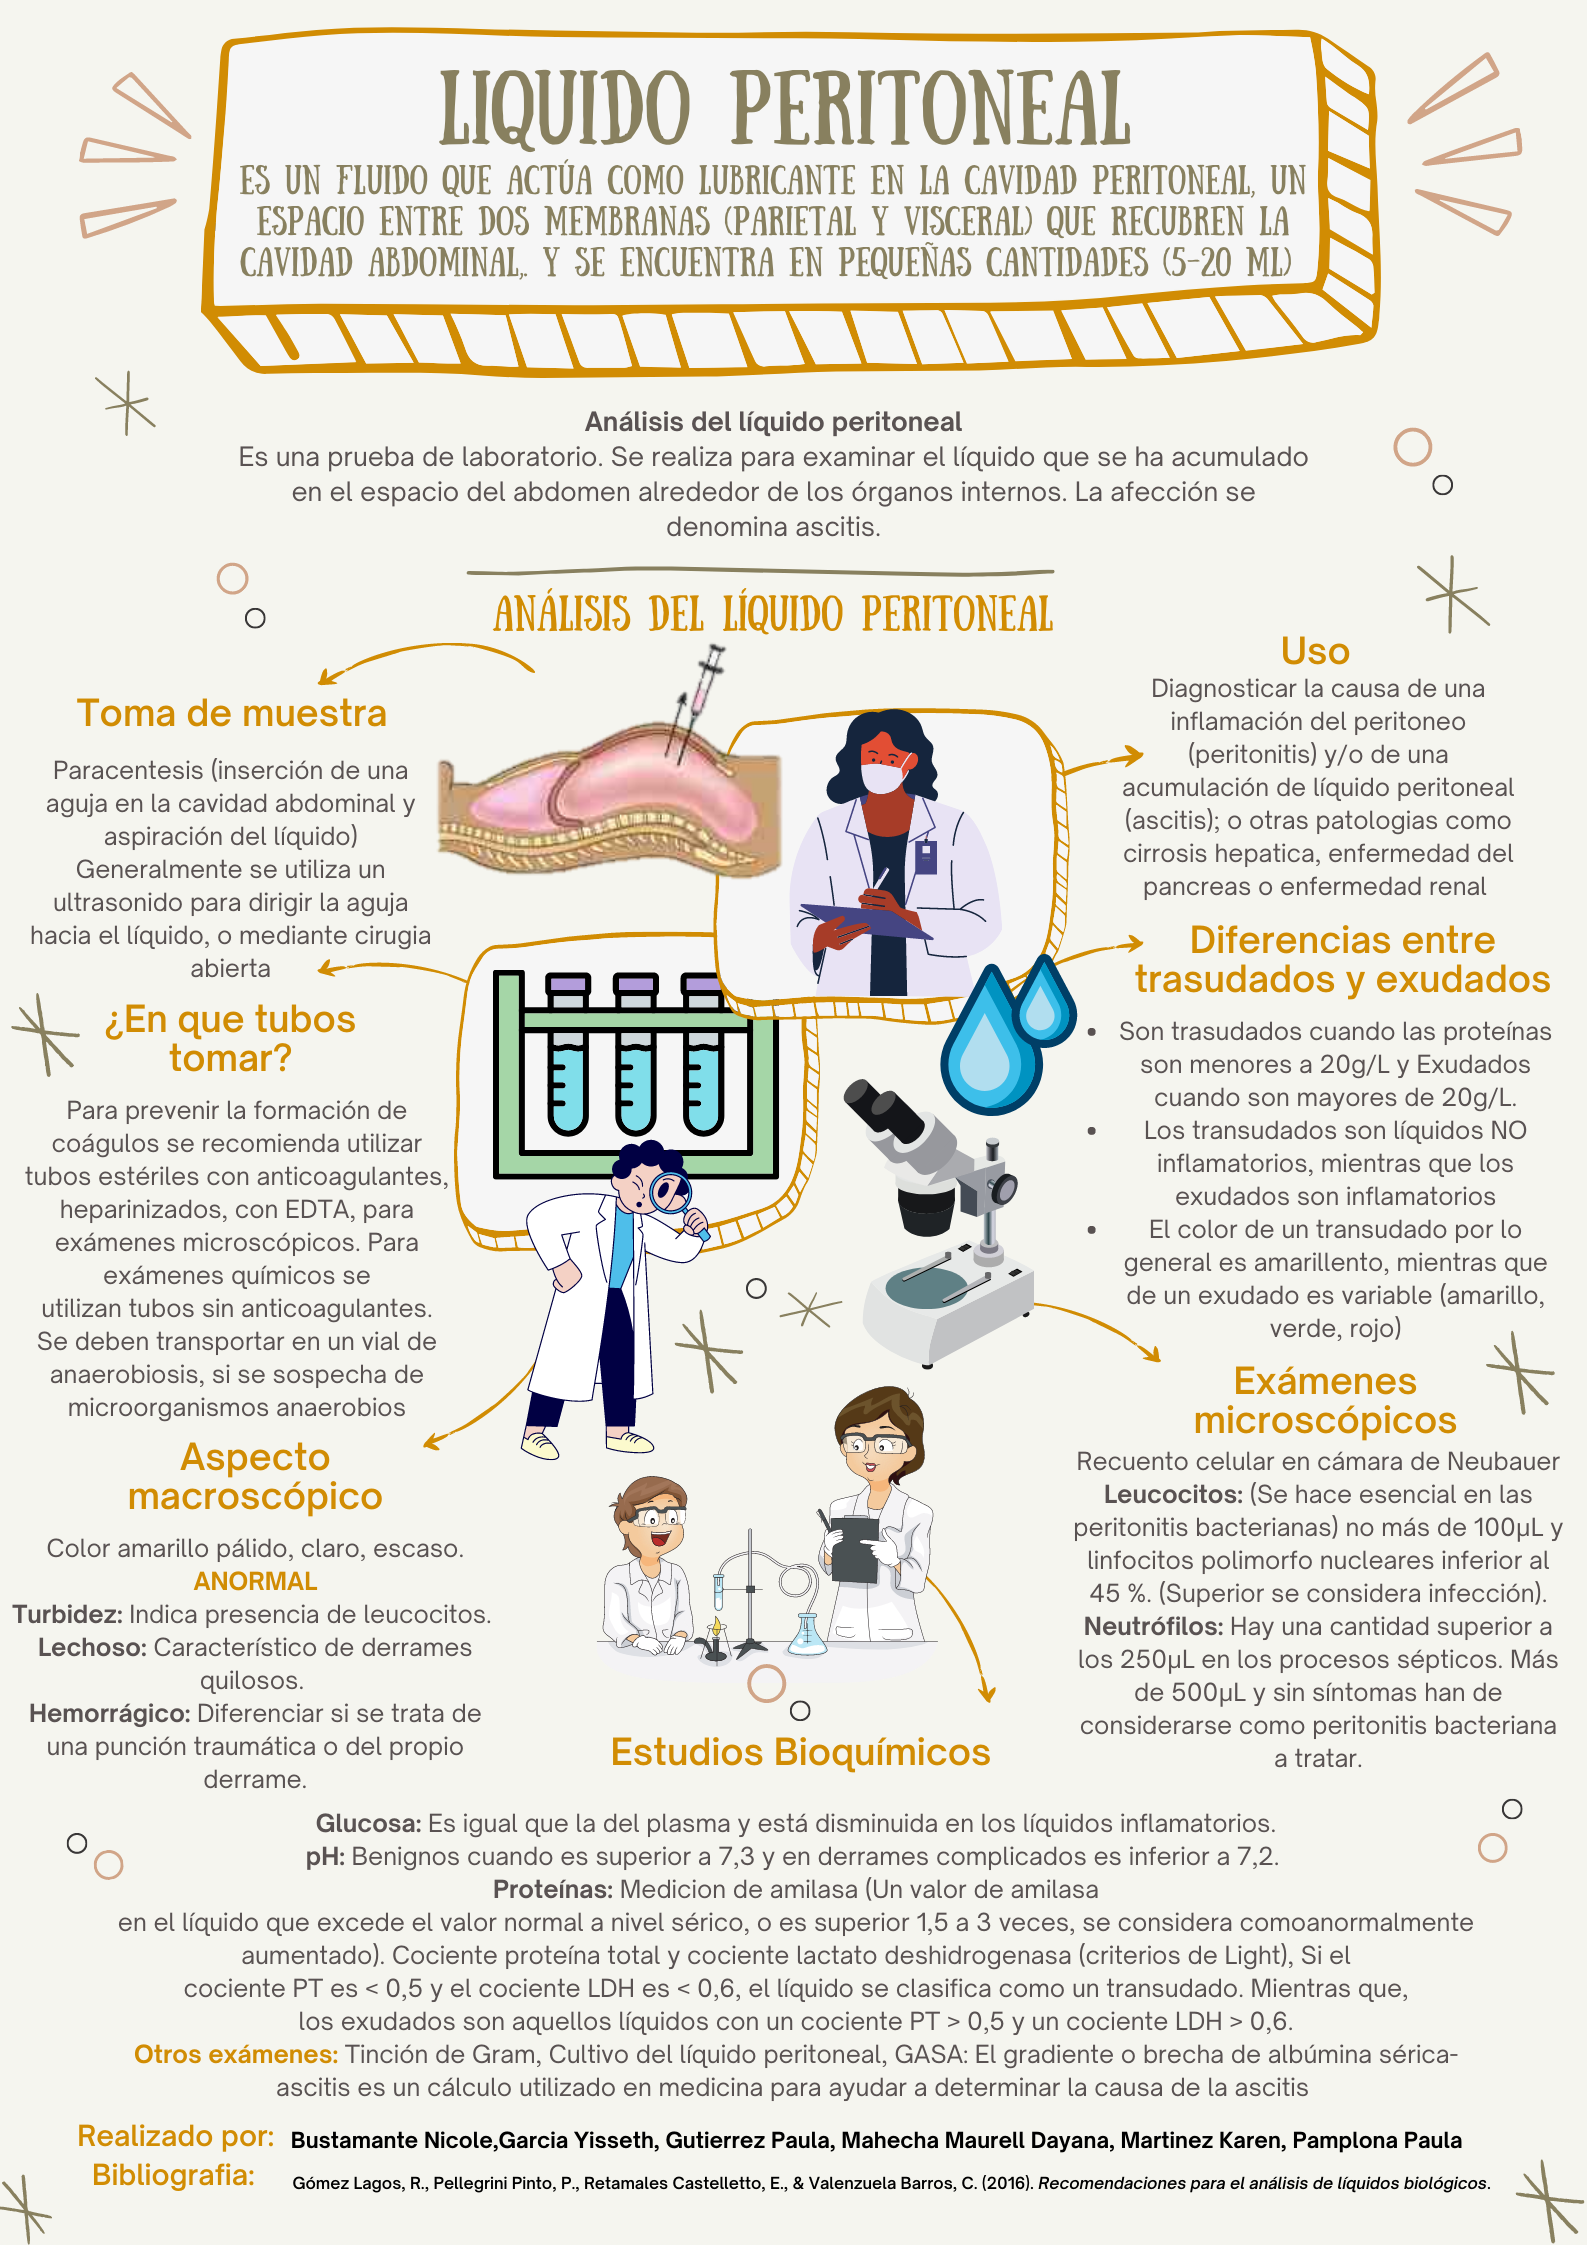 LIQUIDO PERITONEAL
ES UN FLUIDO QUE ACTÚA COMO LUBRICANTE EN LA CAVIDAD PERITONEAL, UN
ESPACIO ENTRE DOS MEMBRANAS (PARIETAL Y VISCERAL) QUE RECUBREN LA
CAVIDAD ABDOMINAL,. Y SE ENCUENTRA EN PEQUEÑAS CANTIDADES (5-20 ML)
Análisis del líquido peritoneal
Es una prueba de laboratorio. Se realiza para examinar el líquido que se ha acumulado
en el espacio del abdomen alrededor de los órganos internos. La afección se
denomina ascitis.
ANÁLISIS DEL LÍQUIDO PERITONEAL
Toma de muestra
Paracentesis (inserción de una
aguja en la cavidad abdominal y
aspiración del líquido)
Generalmente se utiliza un
ultrasonido para dirigir la aguja
hacia el líquido, o mediante cirugia
abierta
¿En que tubos
tomar?
Para prevenir la formación de
coágulos se recomienda utilizar
tubos estériles con anticoagulantes,
heparinizados, con EDTA, para
exámenes microscópicos. Para
exámenes químicos se
utilizan tubos sin anticoagulantes.
Se deben transportar en un vial de
anaerobiosis, si se sospecha de
microorganismos anaerobios
Aspecto
macroscópico
Color amarillo pálido, claro, escaso.
ANORMAL
Turbidez: Indica presencia de leucocitos.
Lechoso: Característico de derrames
quilosos.
Hemorrágico: Diferenciar si se trata de
una punción traumática o del propio
derrame.
Uso
Diagnosticar la causa de una
inflamación del peritoneo
(peritonitis) y/o de una
acumulación de líquido peritoneal
(ascitis); o otras patologias como
cirrosis hepatica, enfermedad del
pancreas o enfermedad renal
Diferencias entre
trasudados y exudados
• Son trasudados cuando las proteínas
son menores a 20g/L y Exudados
cuando son mayores de 20g/L.
• Los transudados son líquidos NO
inflamatorios, mientras que los
exudados son inflamatorios
• El color de un transudado por lo
general es amarillento, mientras que
de un exudado es variable (amarillo,
verde, rojo)
Exámenes
microscópicos
Recuento celular en cámara de Neubauer
Leucocitos: (Se hace esencial en las
peritonitis bacterianas) no más de 100µL y
linfocitos polimorfo nucleares inferior al
45 %. (Superior se considera infección).
Neutrófilos: Hay una cantidad superior a
los 250µL en los procesos sépticos. Más
de 500µL y sin síntomas han de
considerarse como peritonitis bacteriana
a tratar.
Estudios Bioquímicos
Glucosa: Es igual que la del plasma y está disminuida en los líquidos inflamatorios.
pH: Benignos cuando es superior a 7,3 y en derrames complicados es inferior a 7,2.
Proteínas: Medicion de amilasa (Un valor de amilasa
en el líquido que excede el valor normal a nivel sérico, o es superior 1,5 a 3 veces, se considera comoanormalmente
aumentado). Cociente proteína total y cociente lactato deshidrogenasa (criterios de Light), Si el
cociente PT es < 0,5 y el cociente LDH es < 0,6, el líquido se clasifica como un transudado. Mientras que,
los exudados son aquellos líquidos con un cociente PT > 0,5 y un cociente LDH > 0,6.
Otros exámenes: Tinción de Gram, Cultivo del líquido peritoneal, GASA: El gradiente o brecha de albúmina sérica-
ascitis es un cálculo utilizado en medicina para ayudar a determinar la causa de la ascitis
Realizado por: Bustamante Nicole,Garcia Yisseth, Gutierrez Paula, Mahecha Maurell Dayana, Martinez Karen, Pamplona Paula
Bibliografia: Gómez Lagos, R., Pellegrini Pinto, P., Retamales Castelletto, E., & Valenzuela Barros, C. (2016). Recomendaciones para el análisis de líquidos biológicos.